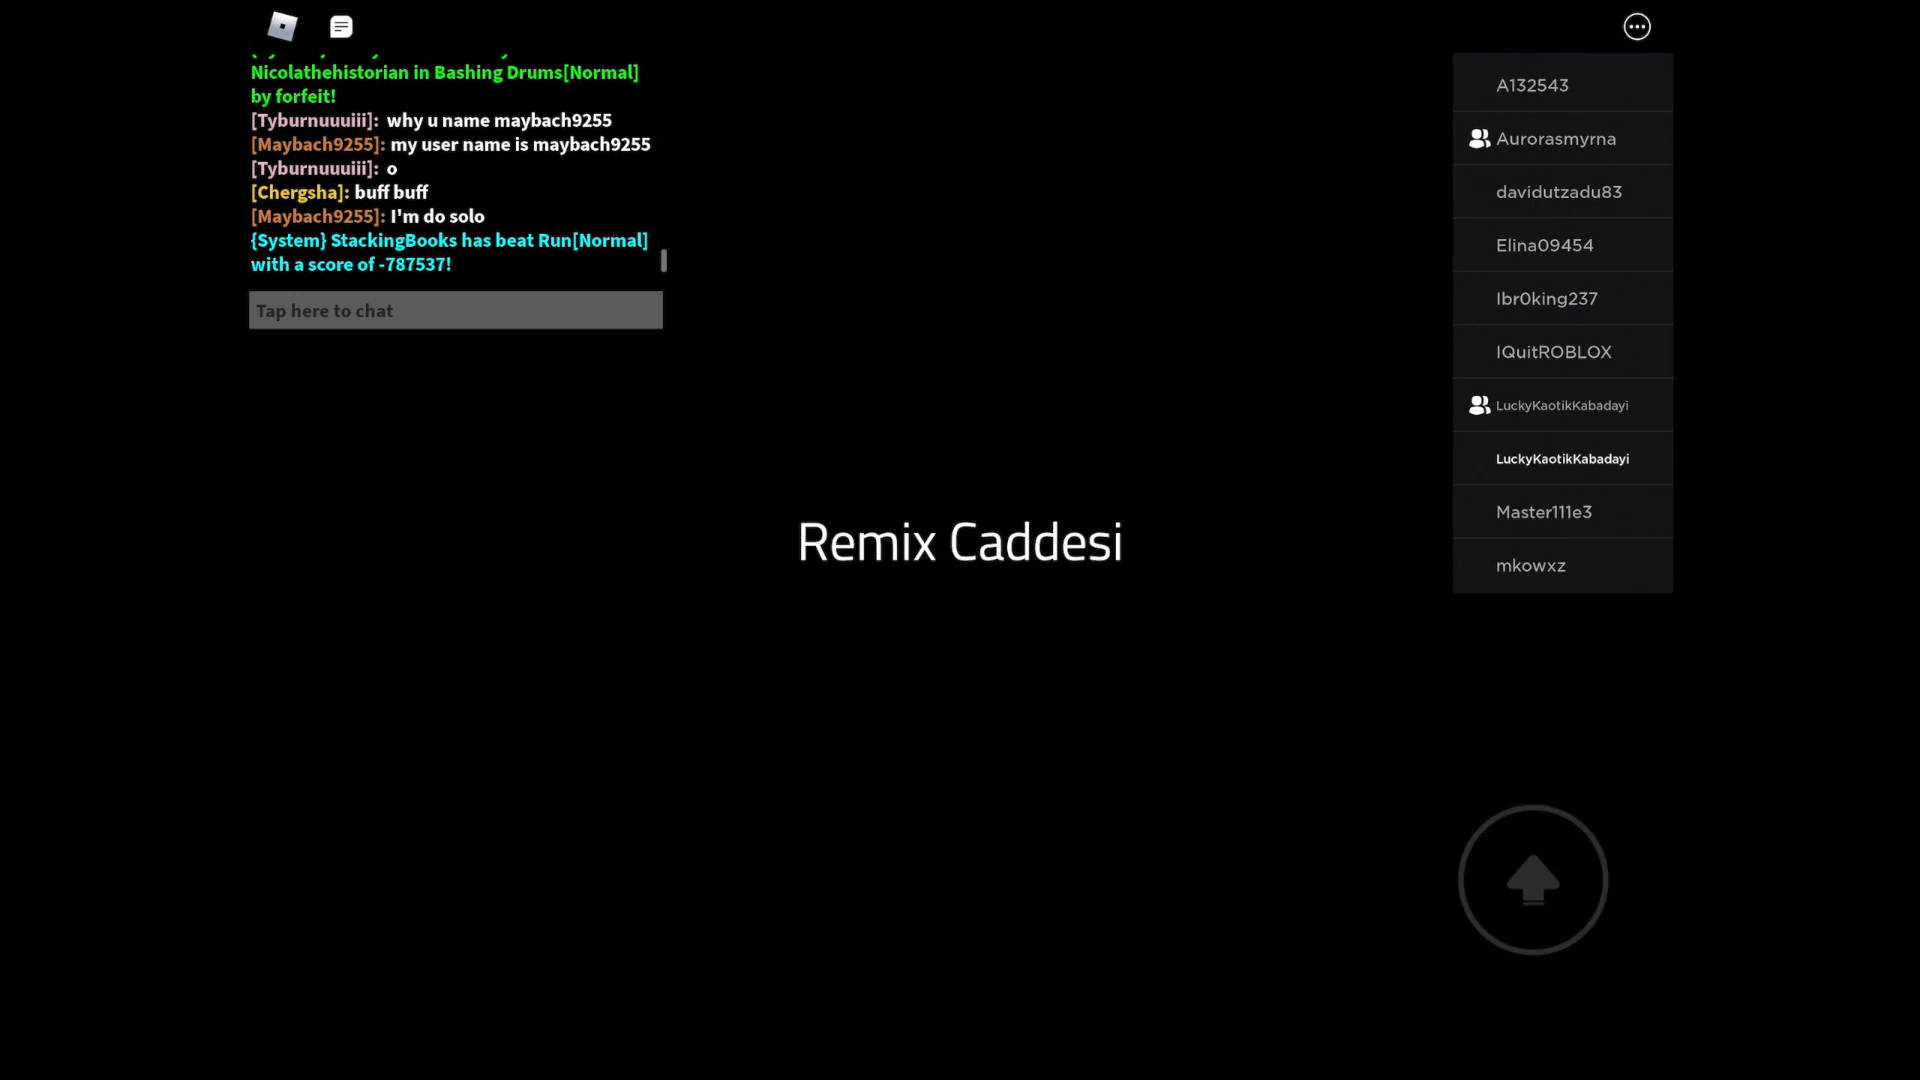 Nicolathehistorian in Bashing Drums[Normal]
by forfeit!
[Tyburnuuuiii]: why u name maybach9255
[Maybach9255]: my user name is maybach9255
[Tyburnuuuiii]: o
[Chergsha]: buff buff
[Maybach9255]: I'm do solo
{System} StackingBooks has beat Run[Normal]
with a score of -787537!
Tap here to chat
Remix Caddesi
A132543
Aurorasmyrna
davidutzadu83
Elina09454
Ibr0king237
IQuitROBLOX
LuckyKaotikKabadayi
LuckyKaotikKabadayi
Master111e3
mkowxz